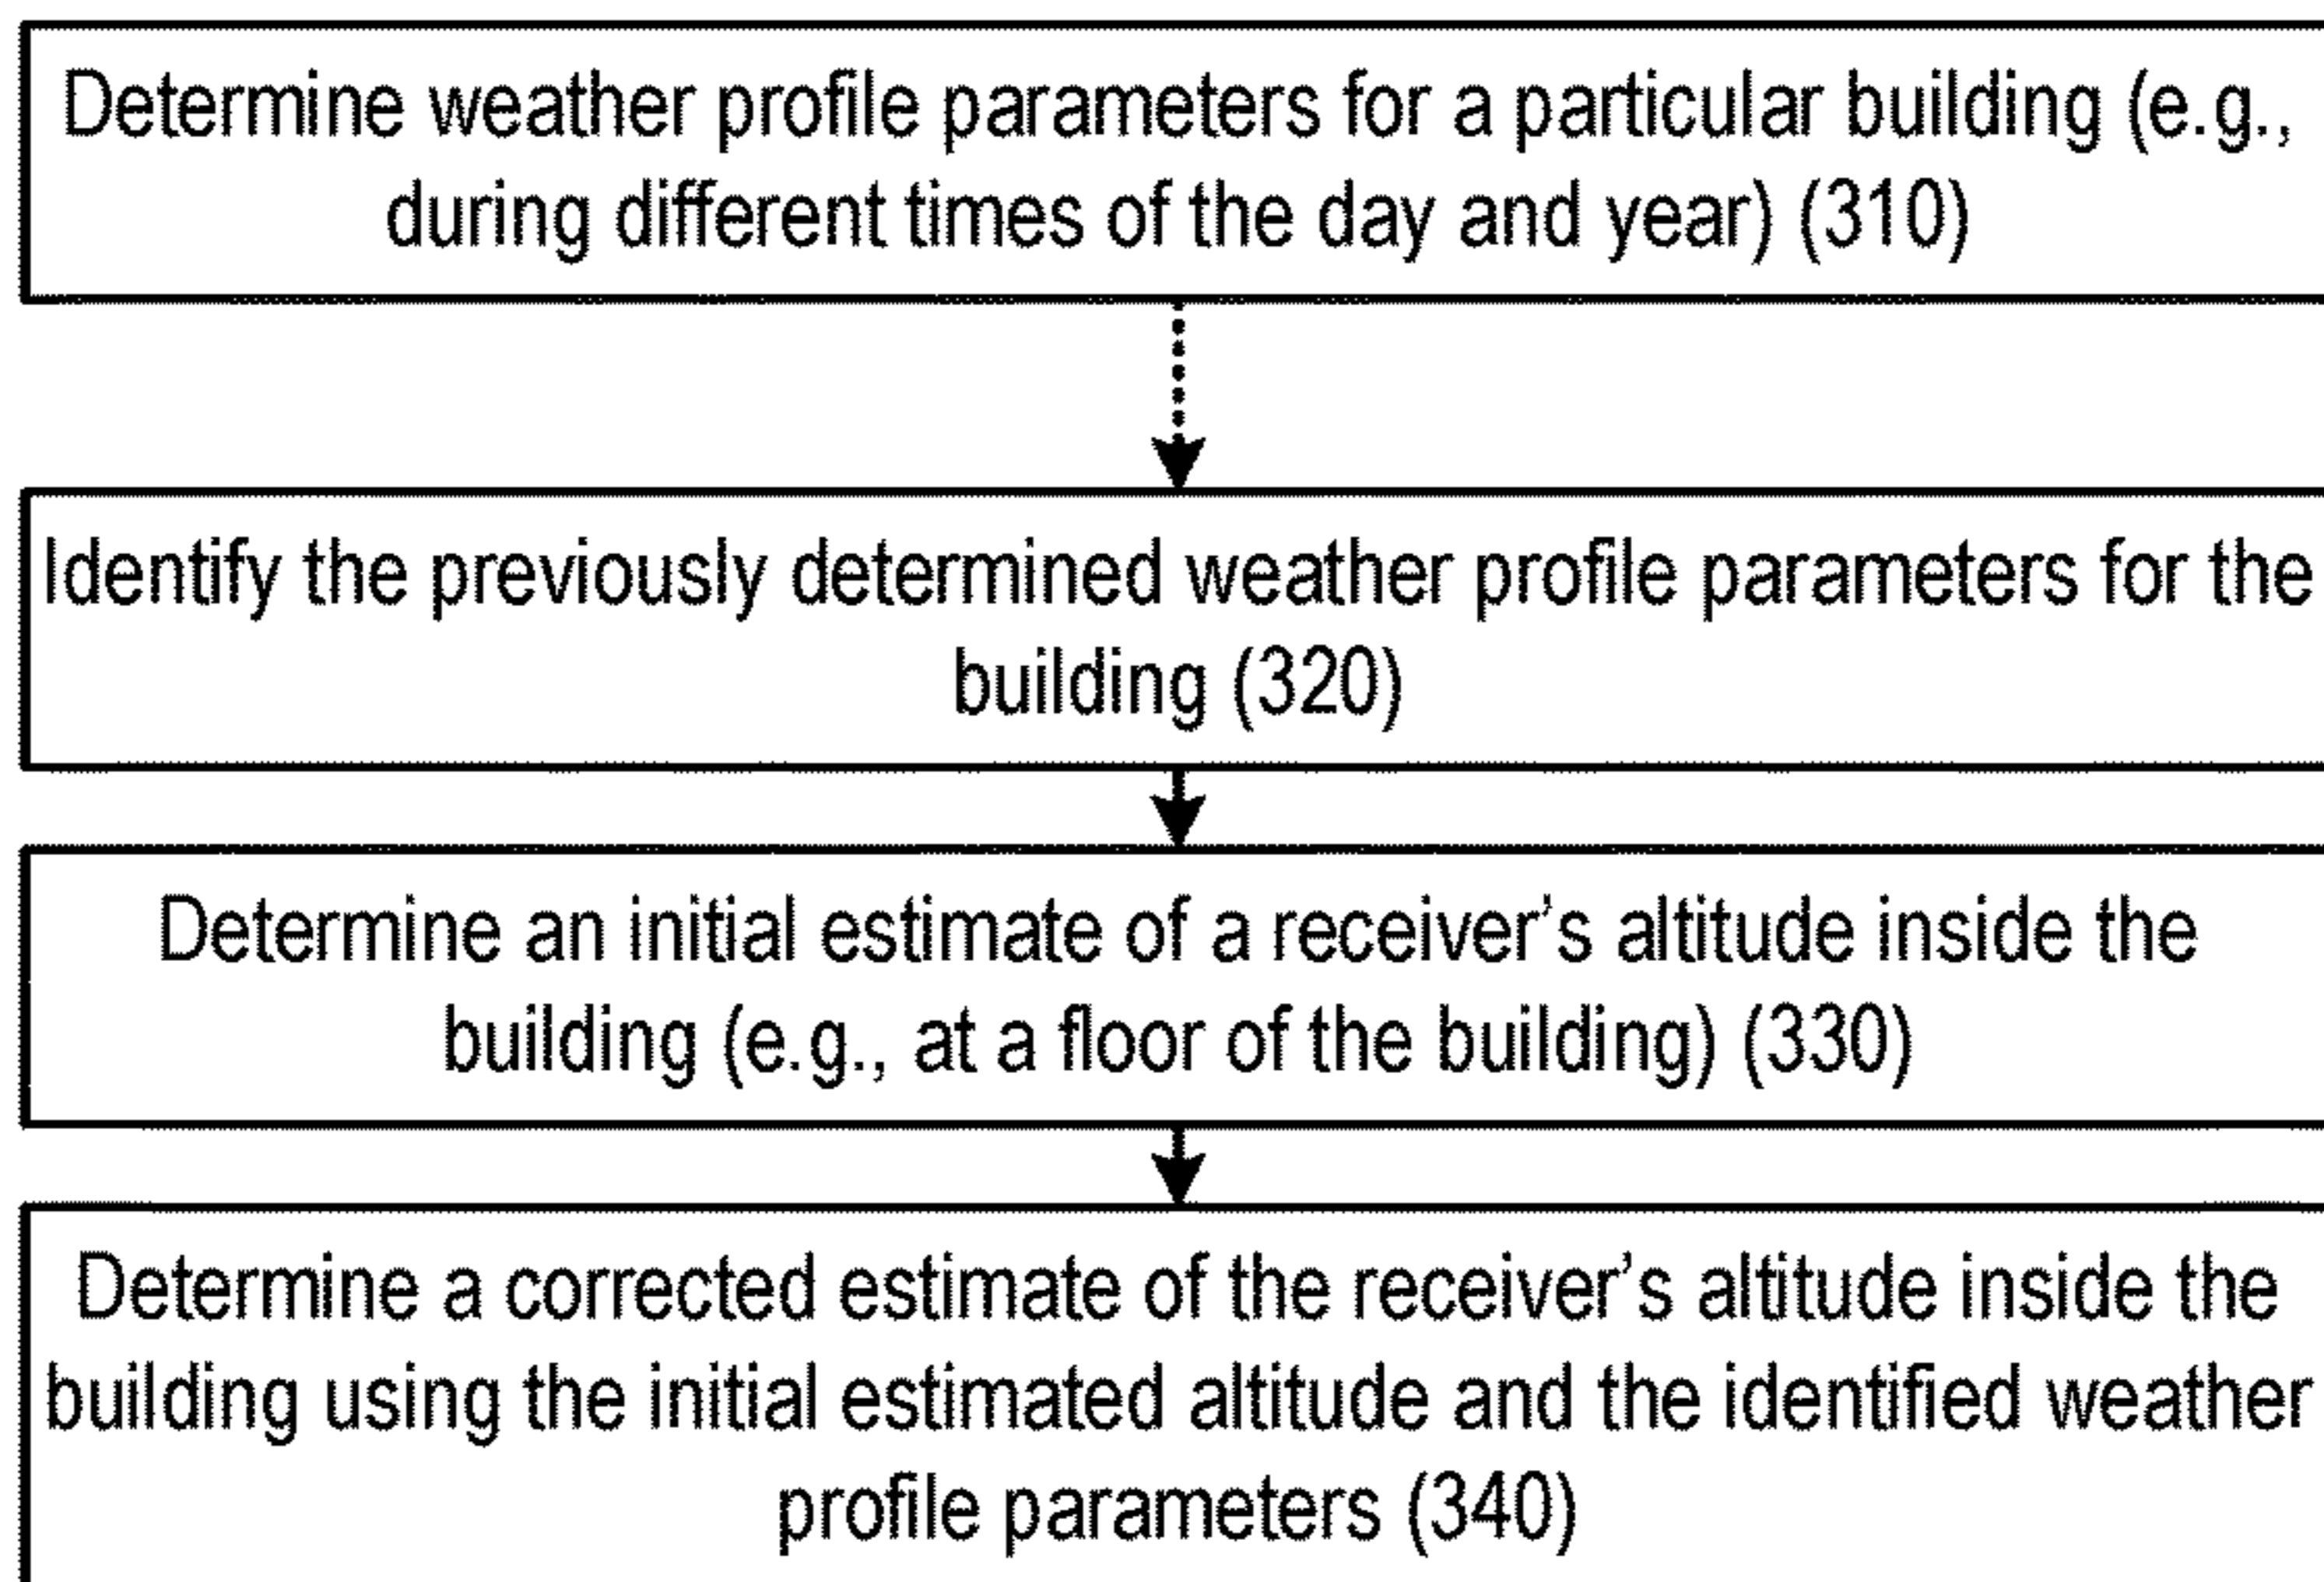 Determine weather profile parameters for a particular building (e.g.,
during different times of the day and year) (310)
Identify the previously determined weather profile parameters for the
building (320)
Determine an initial estimate of a receiver's altitude inside the
building (e.g., at a floor of the building) (330)
Determine a corrected estimate of the receiver's altitude inside the
building using the initial estimated altitude and the identified weather
profile parameters (340)